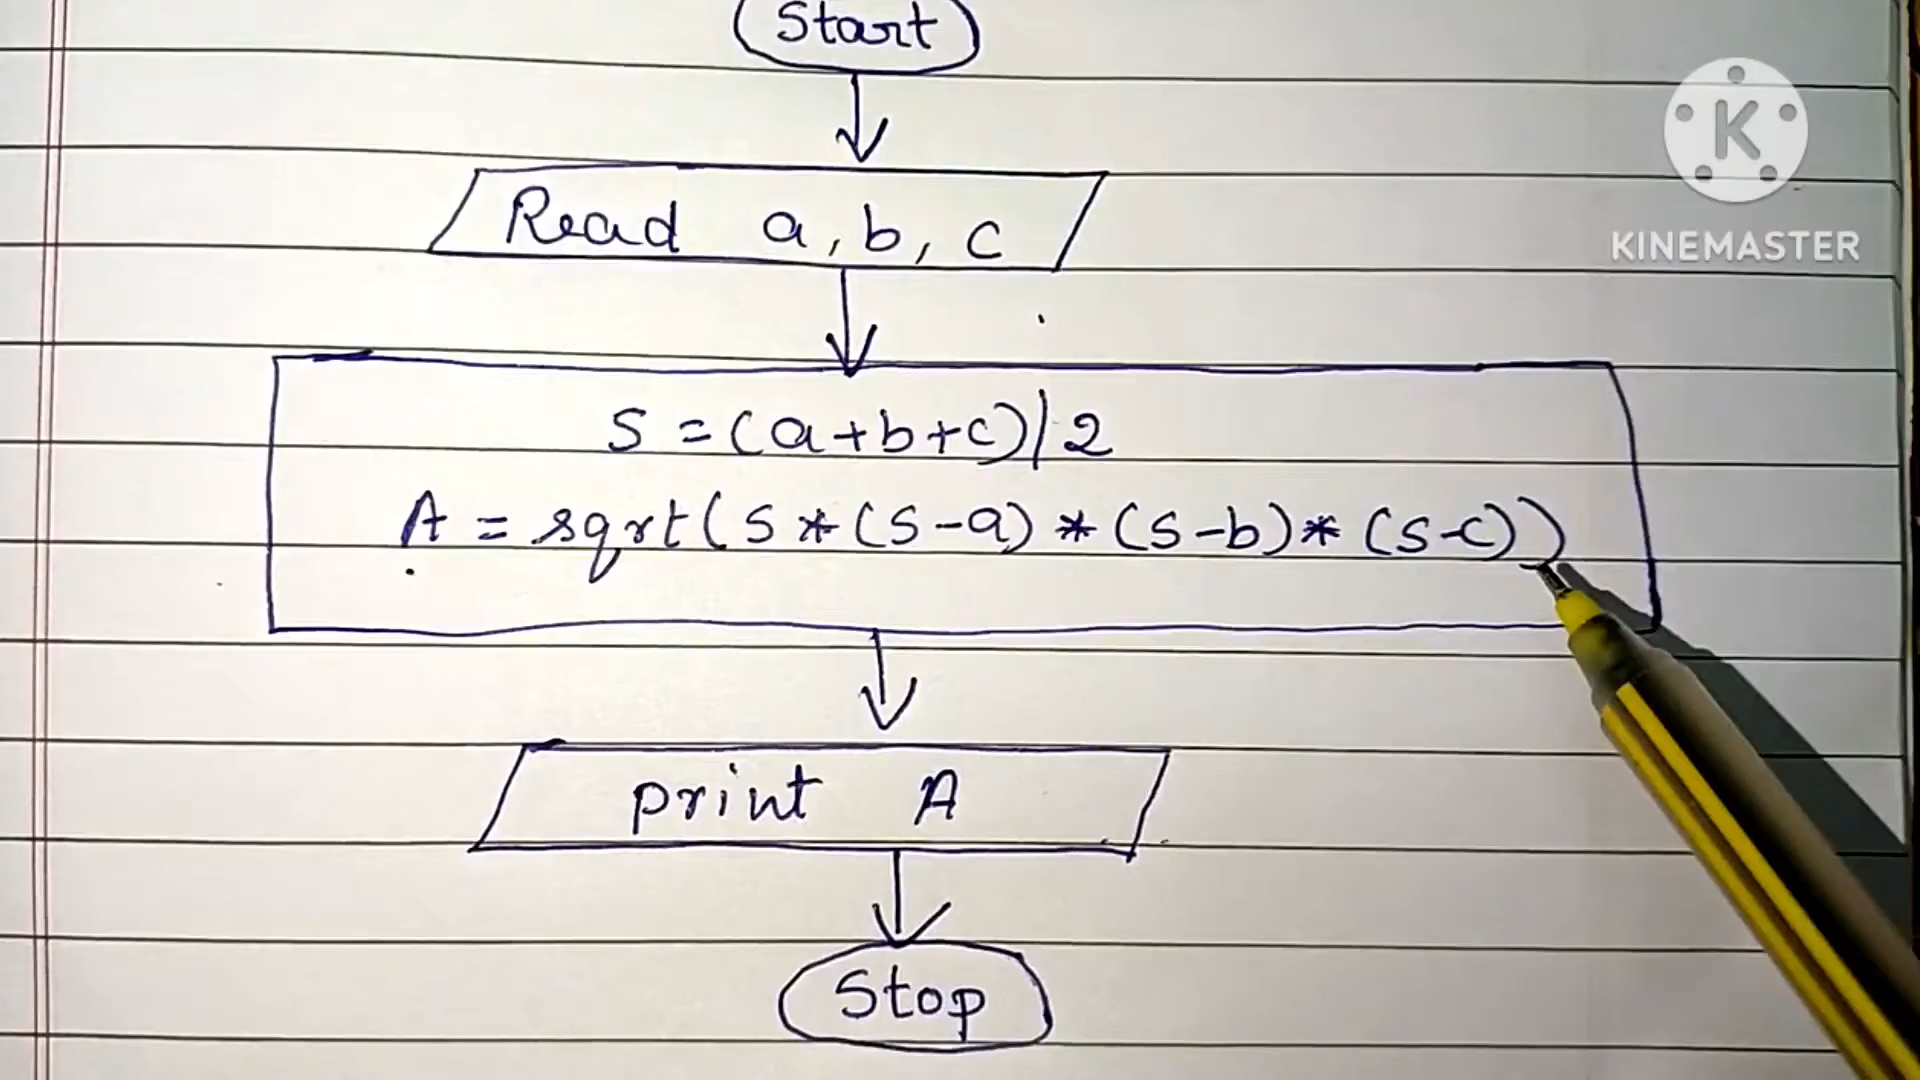 Start
K
KINEMASTER
Read a, b, c
S = (a+b+c)/2
A = sqrt(S*(S-a)*(S-b)*(S-c))
print A
Stop